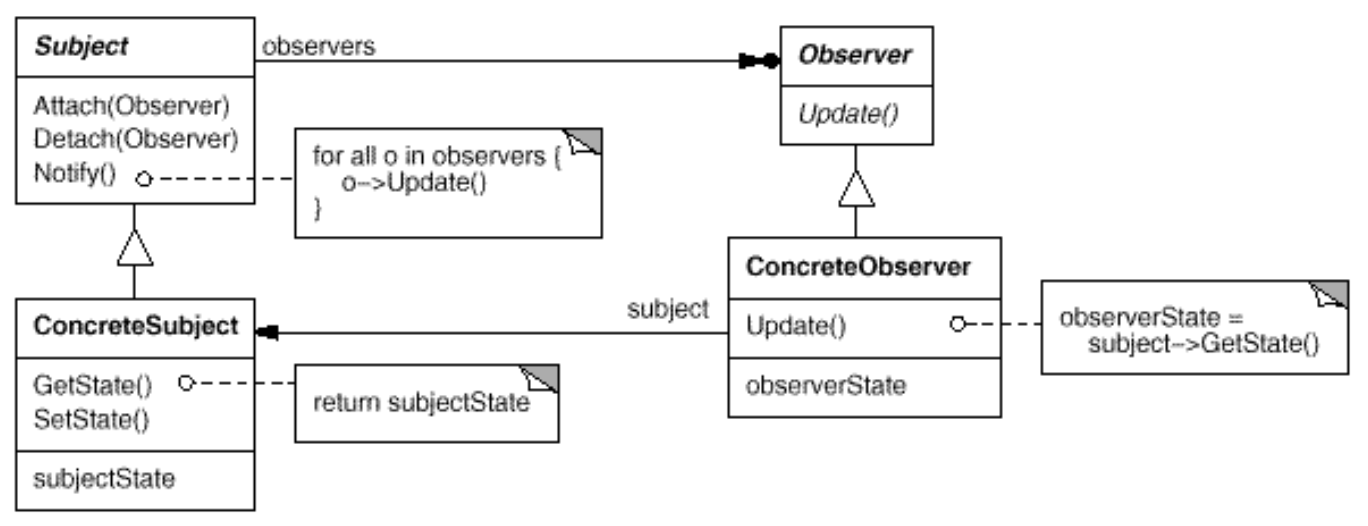 Subject
observers
Observer
Attach(Observer)
Detach(Observer)
Notify()
for all o in observers {
o−>Update()
}
Update()
ConcreteObserver
Update()
observerState
observerState =
subject−>GetState()
subject
ConcreteSubject
GetState()
SetState()
subjectState
return subjectState